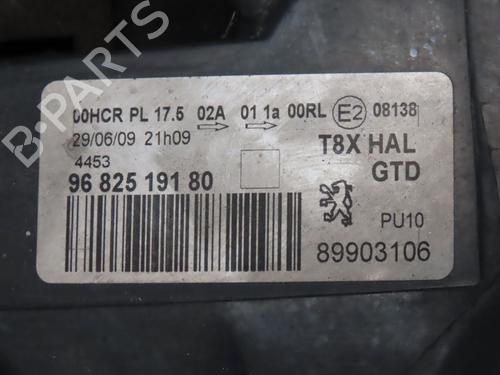 B-PARTS
00HCR PL 17.5 02A 01 1a 00RL E2 08138
29/06/09 21h09
T8X HAL
4453
GTD
96 825 191 80
PU10
89903106